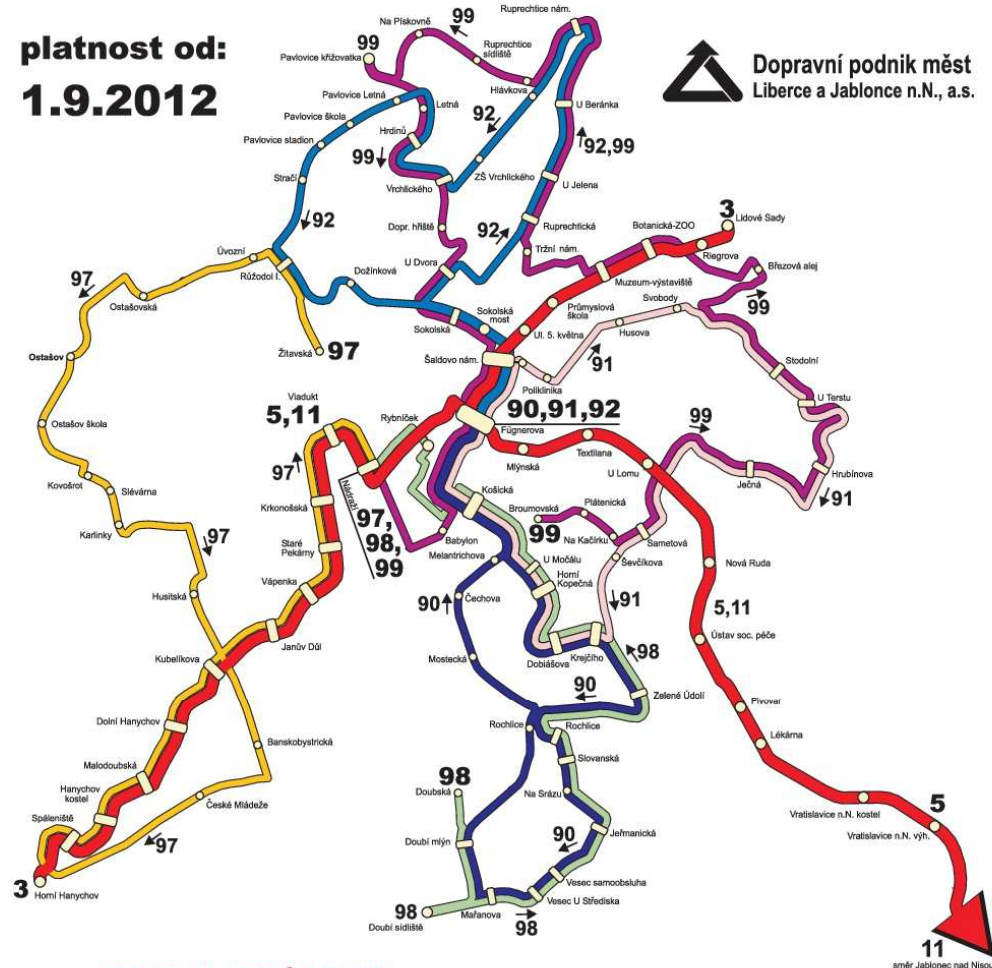 platnost od:
1.9.2012
Dopravní podnik měst
Liberce a Jablonce n.N., a.s.
Ruprechtice nám.
Na Pískovně
99
99
Pavlovice křižovatka
Ruprechtice
sídliště
Hlávkova
Pavlovice Letná
Letná
U Beránka
Pavlovice škola
92
Hrdinů
92,99
Pavlovice stadion
99
ZŠ Vrchlického
Stračí
Vrchlického
U Jelena
92
Dopr. hřiště
92
Ruprechtická
3
Lidové Sady
Botanická-ZOO
Tržní nám.
Riegrova
Úvozní
U Dvora
Růžodol I.
Dožínková
Březová alej
Muzeum-výstaviště
97
Ostašovská
Svobody
99
Průmyslová
škola
Sokolská
most
Sokolská
Ul. 5. května
Husova
Žitavská
97
Ostašov
Šaldovo nám.
Poliklinika
91
Stodolní
Viadukt
5,11
Rybníček
90,91,92
U Terstu
Fügnerova
99
Ostašov škola
Textilana
Mlýnská
U Lomu
97
Hrubínova
Kovošrot
Slévárna
Nádraží
Košická
Ječná
91
Krkonošská
97,
98,
99
Plátenická
Broumovská
99
Karlinky
97
Babylon
Na Kačírku
Sametová
Staré
Pekárny
Melantrichova
U Močálu
Ševčíkova
Nová Ruda
Horní
Kopečná
Vápenka
Husitská
90
Čechova
91
5,11
Janův Důl
Ústav soc. péče
Kubelíkova
Mostecká
Dobiášova
Krejčího
98
90
Zelené Údolí
Pivovar
Dolní Hanychov
Rochlice
Rochlice
Lékárna
Banskobystrická
Slovanská
Malodoubská
98
Doubská
Na Srázu
Hanychov
kostel
České Mládeže
5
Vratislavice n.N. kostel
Spáleniště
Jeřmanická
Vratislavice n.N. výh.
97
Doubí mlýn
90
3
Horní Hanychov
Vesec samoobsluha
Vesec U Střediska
98
Doubí sídliště
Mařanova
98
11
směr Jablonec nad Nisou